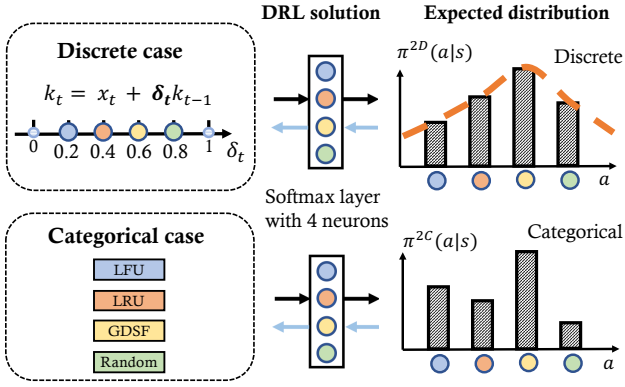 DRL solution
Expected distribution
Discrete case
k_t = x_t + δ_t k_{t-1}
0 0.2 0.4 0.6 0.8 1 δ_t
π^{2D}(a|s)
Discrete
a
Softmax layer
with 4 neurons
Categorical case
LFU
LRU
GDSF
Random
π^{2C}(a|s)
Categorical
a